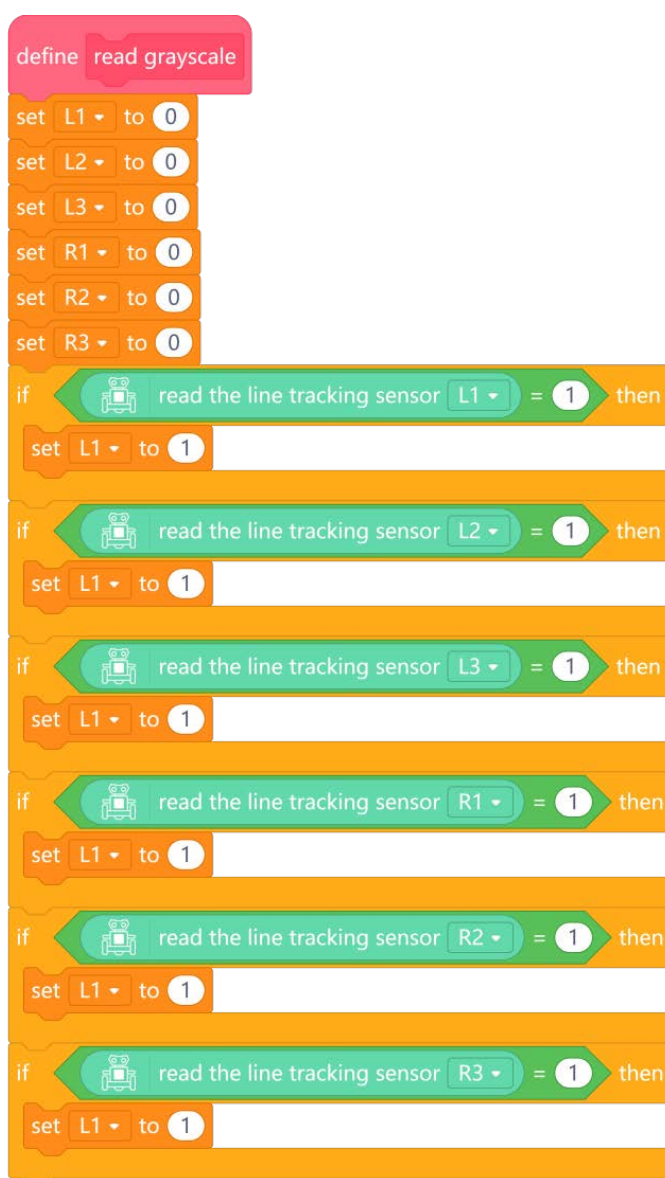 define read grayscale
set L1 to 0
set L2 to 0
set L3 to 0
set R1 to 0
set R2 to 0
set R3 to 0
if read the line tracking sensor L1 = 1 then
set L1 to 1
if read the line tracking sensor L2 = 1 then
set L1 to 1
if read the line tracking sensor L3 = 1 then
set L1 to 1
if read the line tracking sensor R1 = 1 then
set L1 to 1
if read the line tracking sensor R2 = 1 then
set L1 to 1
if read the line tracking sensor R3 = 1 then
set L1 to 1